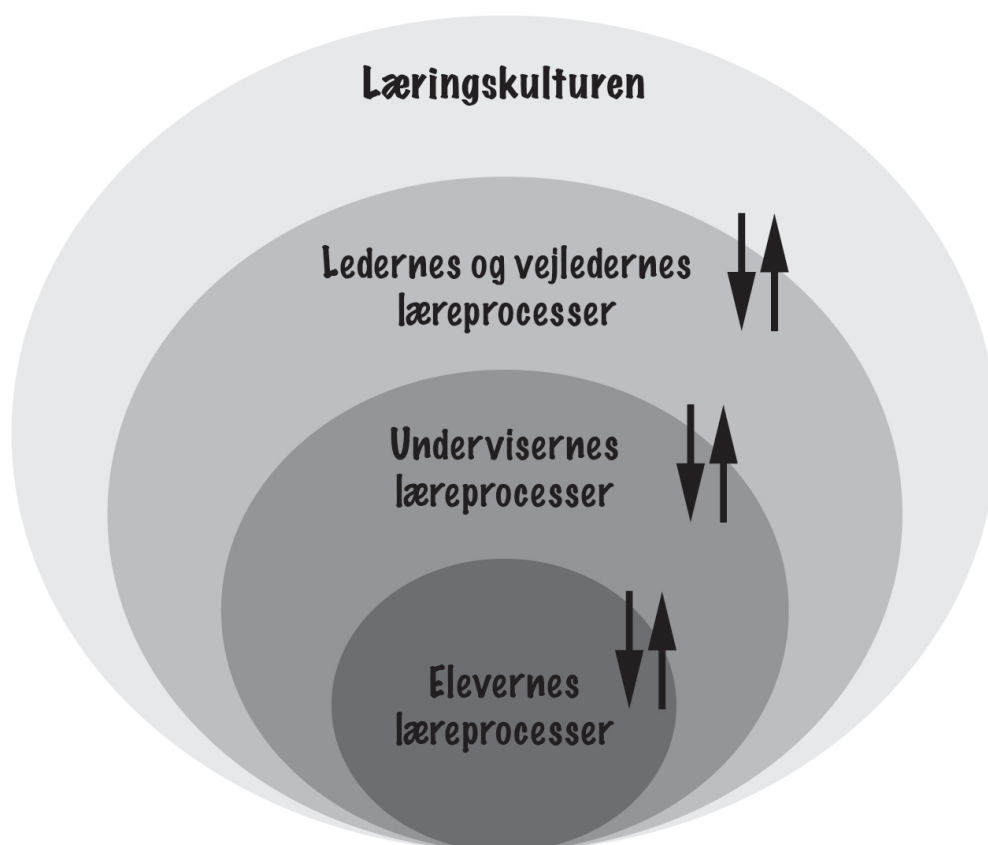 Læringskulturen
Ledernes og vejledernes
læreprocesser
Undervisernes
læreprocesser
Elevernes
læreprocesser